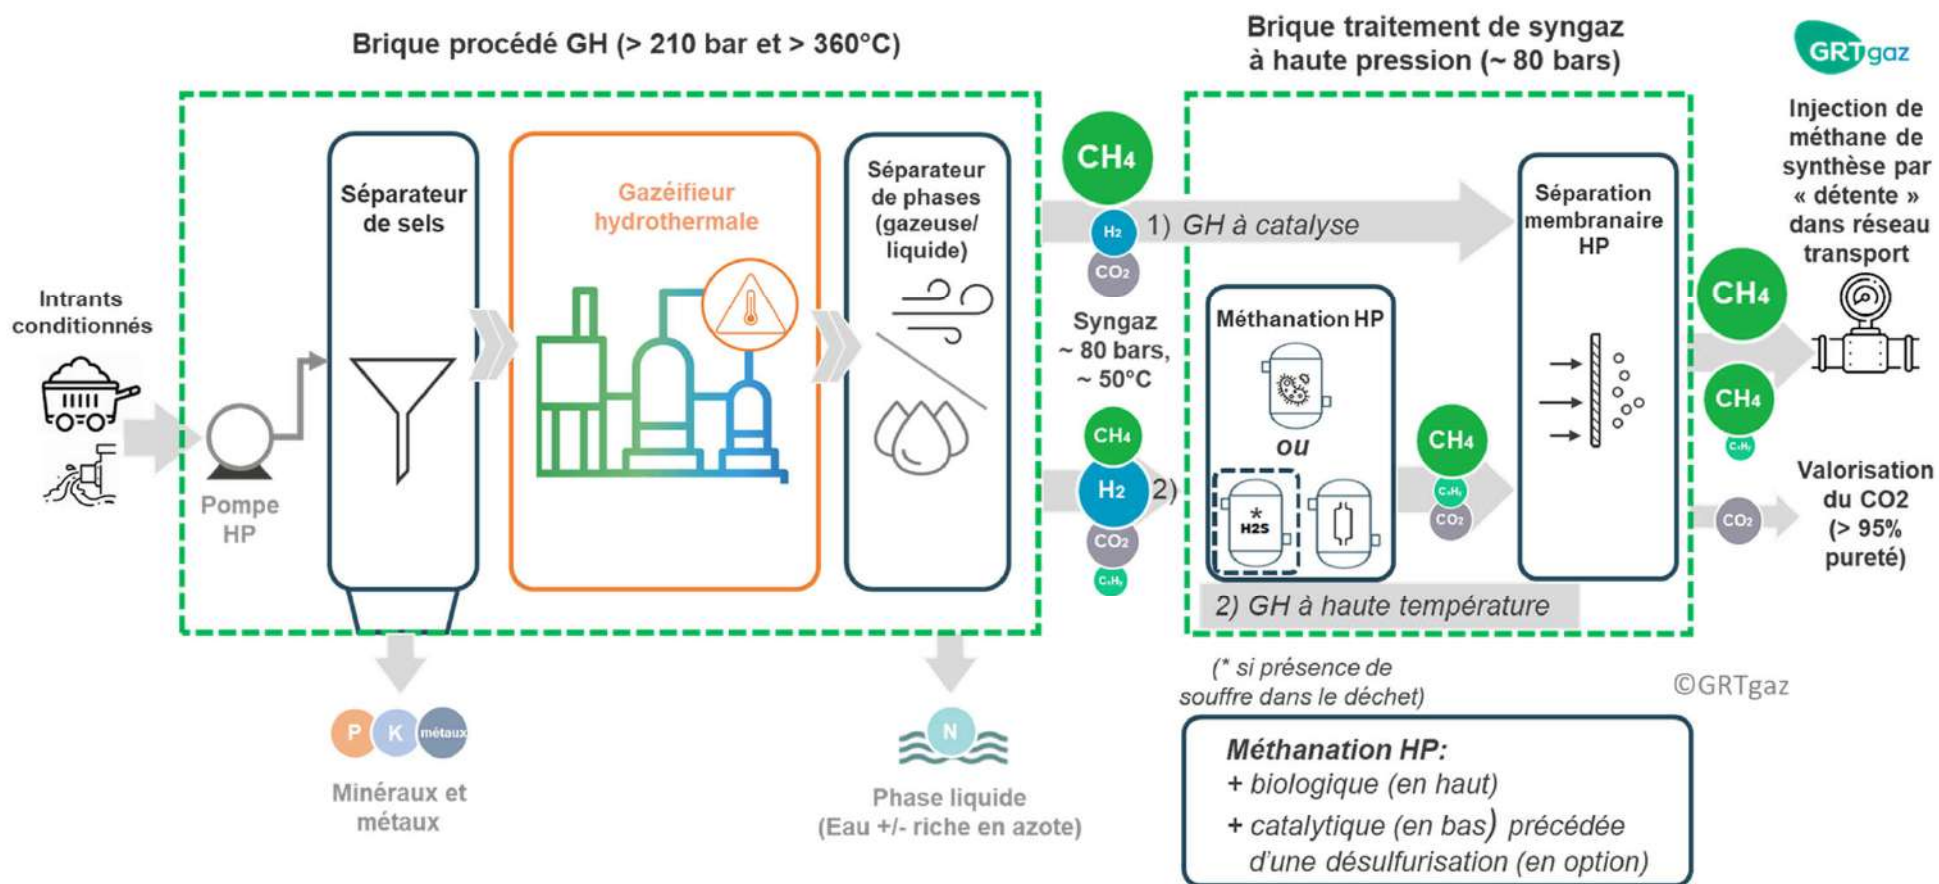 Brique procédé GH (> 210 bar et > 360°C)
Brique traitement de syngaz
à haute pression (~ 80 bars)
GRTgaz
Intrants
conditionnés
Pompe
HP
Séparateur
de sels
Gazéifieur
hydrothermale
Séparateur
de phases
(gazeuse/
liquide)
CH4
H2
CO2
1) GH à catalyse
Syngaz
~ 80 bars,
~ 50°C
CH4
H2
CO2
CxHy
2)
Méthanation HP
ou
*
H2S
CH4
CxHy
CO2
2) GH à haute température
Séparation
membranaire
HP
Injection de
méthane de
synthèse par
« détente »
dans réseau
transport
CH4
CH4
CxHy
CO2
Valorisation
du CO2
(> 95%
pureté)
P
K
métaux
Minéraux et
métaux
N
Phase liquide
(Eau +/- riche en azote)
(* si présence de
souffre dans le déchet)
©GRTgaz
Méthanation HP:
+ biologique (en haut)
+ catalytique (en bas) précédée
d'une désulfurisation (en option)